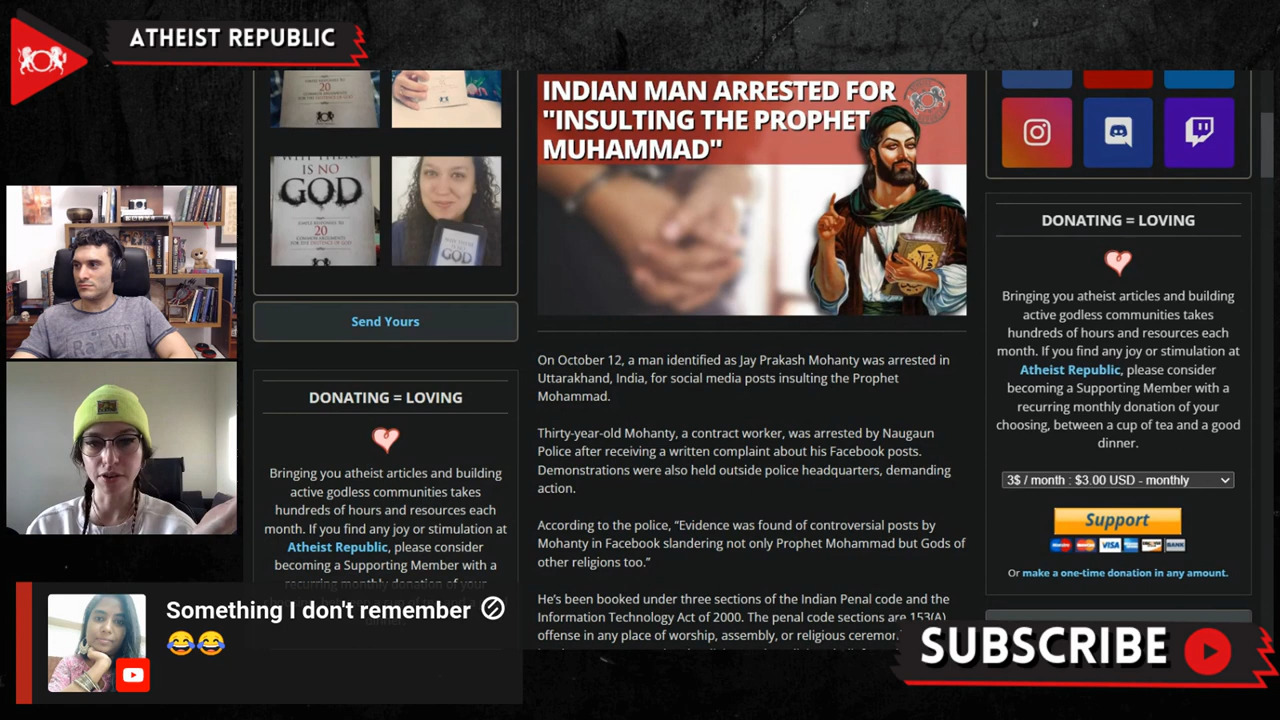 ATHEIST REPUBLIC
20
WHY THERE
IS NO
GOD
20
GOD
Send Yours
DONATING = LOVING
Bringing you atheist articles and building
active godless communities takes
hundreds of hours and resources each
month. If you find any joy or stimulation at
Atheist Republic, please consider
becoming a Supporting Member with a
recurring monthly donation of your
INDIAN MAN ARRESTED FOR
"INSULTING THE PROPHET
MUHAMMAD"
On October 12, a man identified as Jay Prakash Mohanty was arrested in
Uttarakhand, India, for social media posts insulting the Prophet
Mohammad.
Thirty-year-old Mohanty, a contract worker, was arrested by Naugaun
Police after receiving a written complaint about his Facebook posts.
Demonstrations were also held outside police headquarters, demanding
action.
According to the police, “Evidence was found of controversial posts by
Mohanty in Facebook slandering not only Prophet Mohammad but Gods of
other religions too.”
He’s been booked under three sections of the Indian Penal code and the
Information Technology Act of 2000. The penal code sections are 153(A)
offense in any place of worship, assembly, or religious
DONATING = LOVING
Bringing you atheist articles and building
active godless communities takes
hundreds of hours and resources each
month. If you find any joy or stimulation at
Atheist Republic, please consider
becoming a Supporting Member with a
recurring monthly donation of your
choosing, between a cup of tea and a good
dinner.
3$ / month : $3.00 USD - monthly
Support
VISA
BANK
Or make a one-time donation in any amount.
Something I don't remember
😂😂
SUBSCRIBE